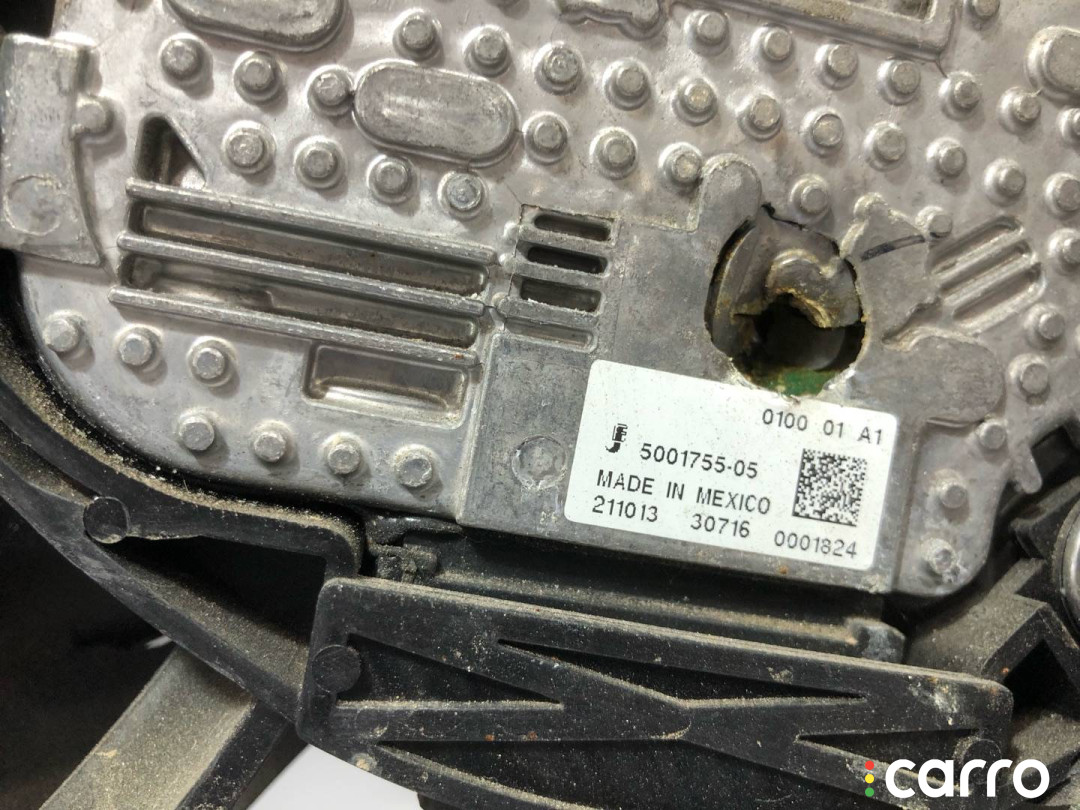 0100 01 A1
5001755-05
MADE IN MEXICO
211013 30716 0001824
carro